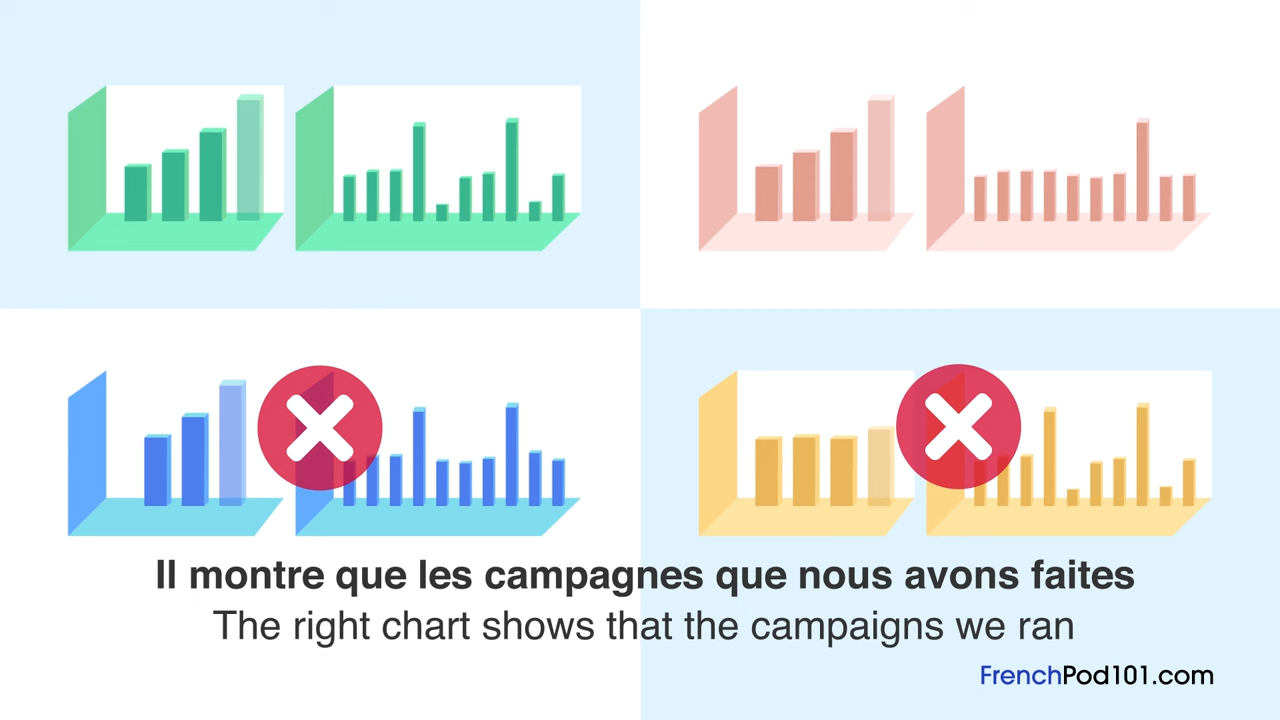 Il montre que les campagnes que nous avons faites
The right chart shows that the campaigns we ran
FrenchPod101.com